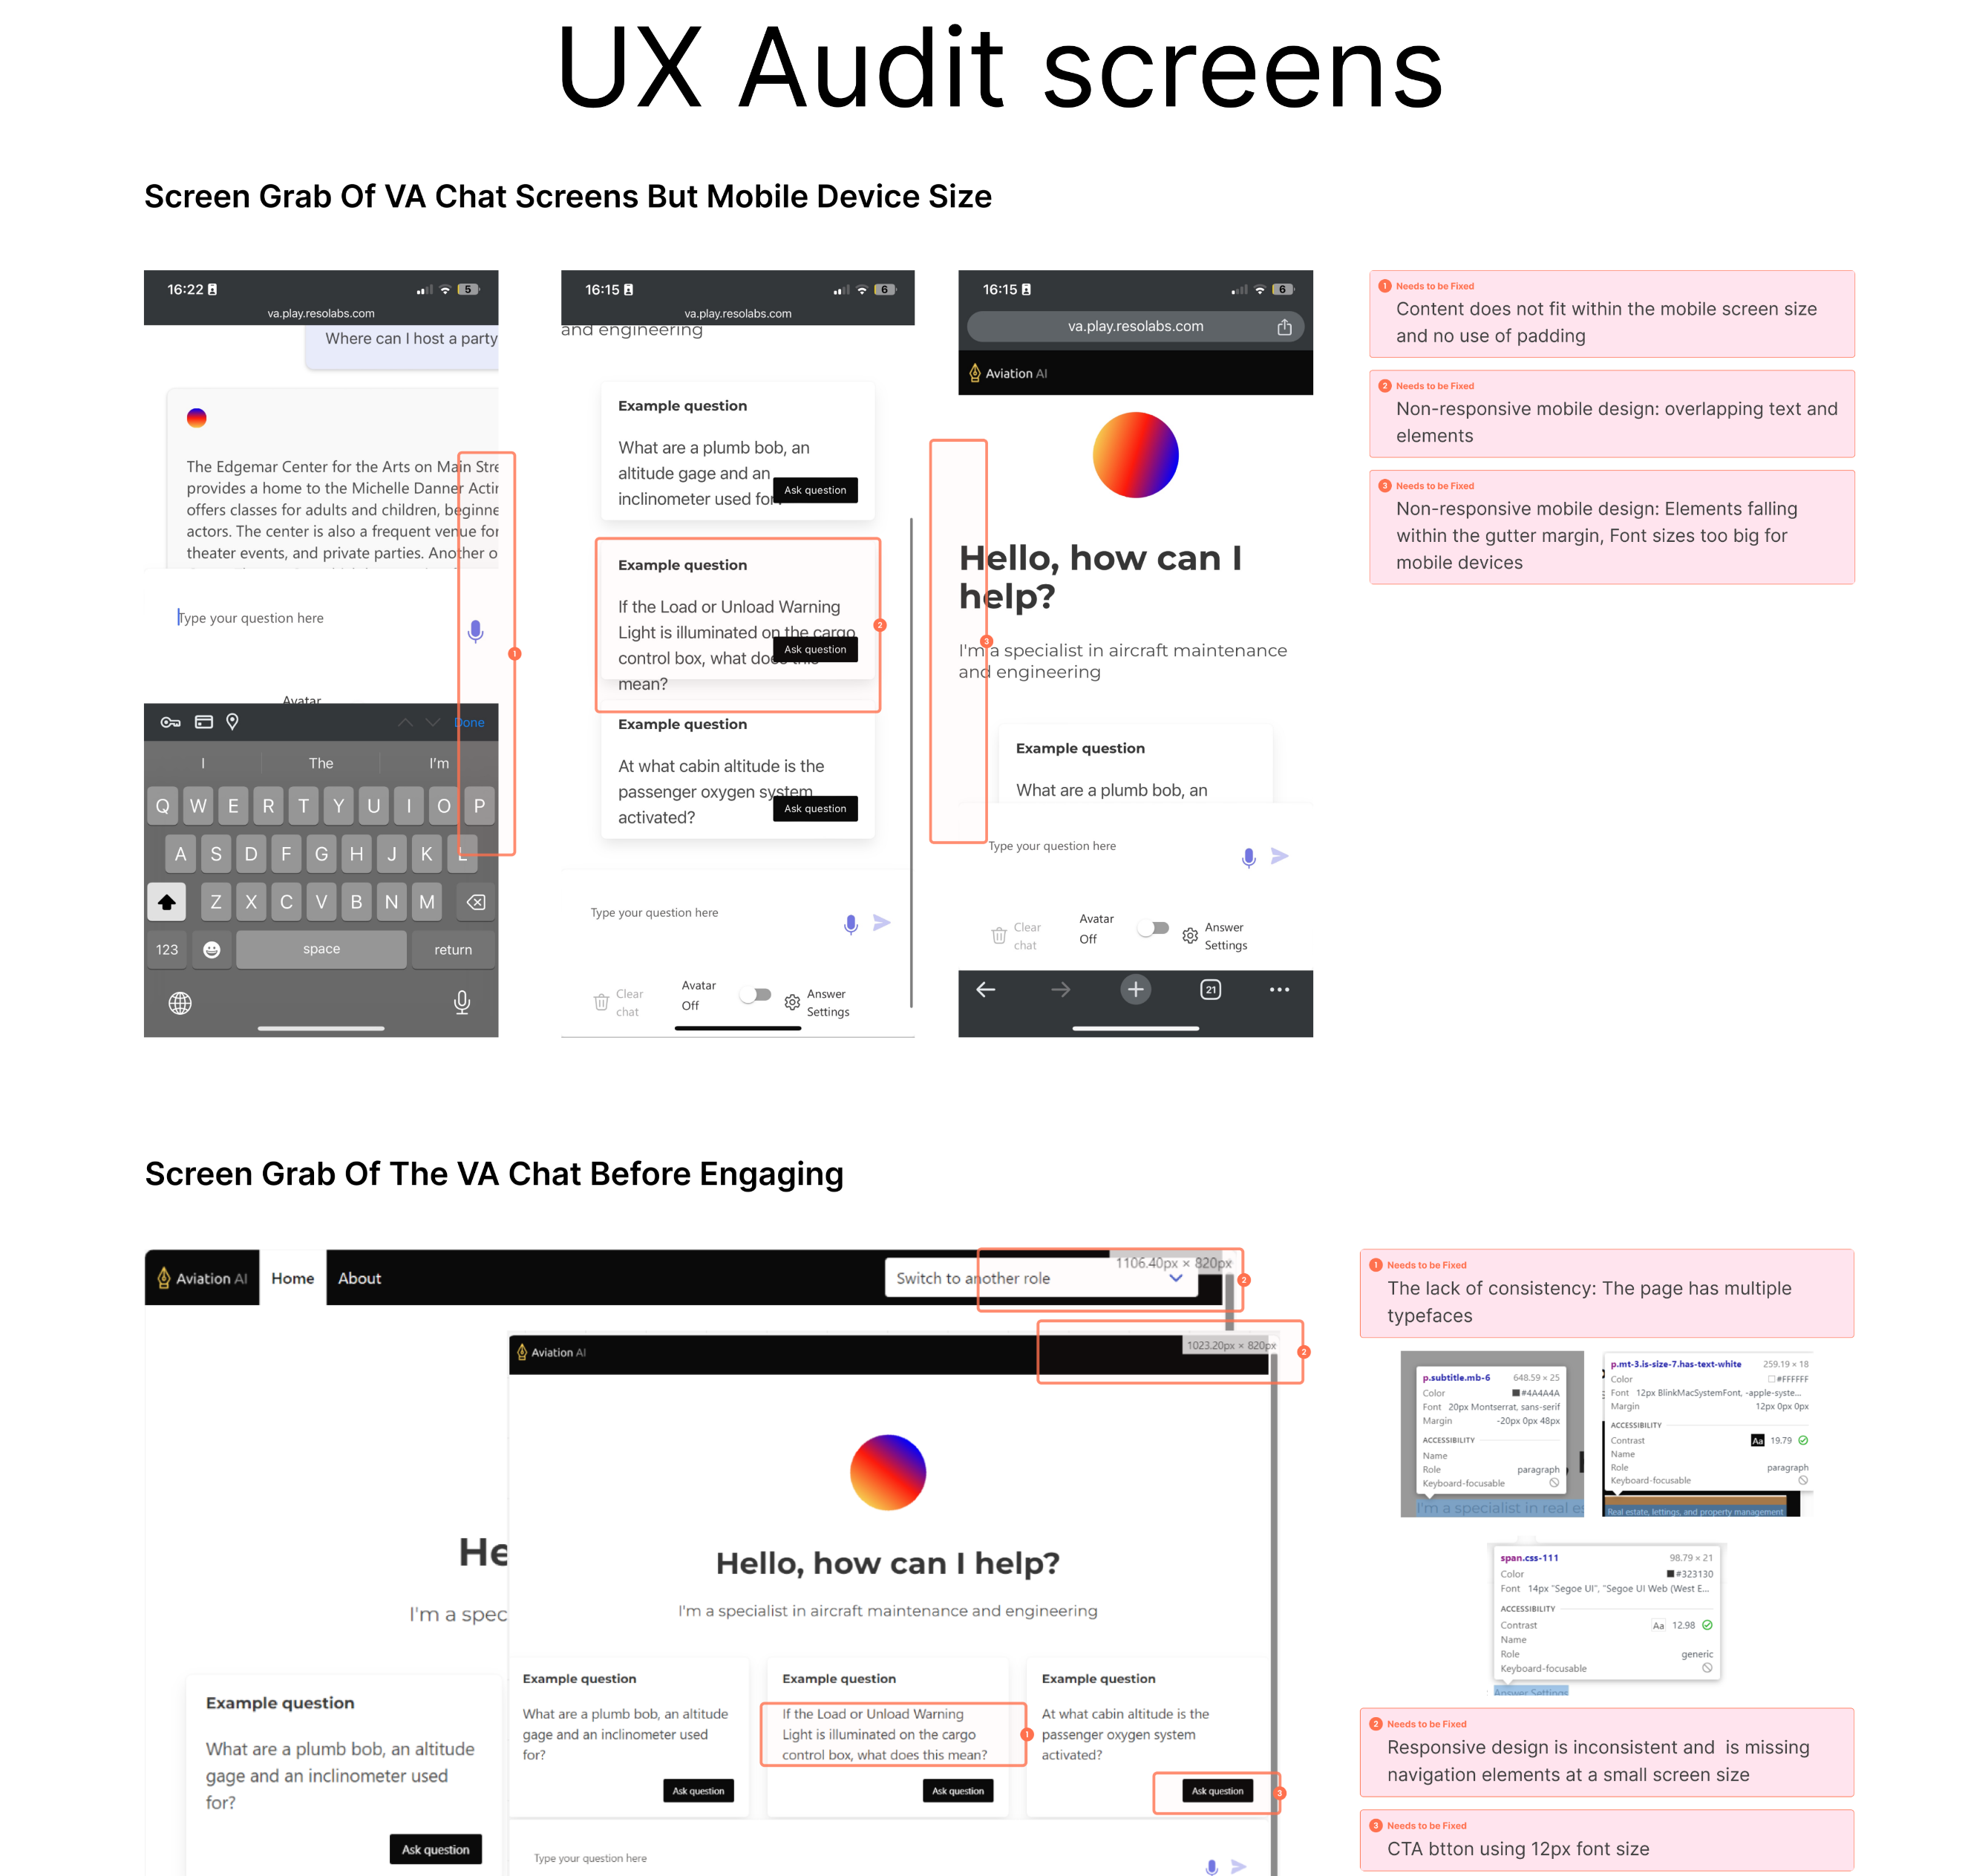 UX Audit screens
Screen Grab Of VA Chat Screens But Mobile Device Size
16:22
5
va.play.resolabs.com
Where can I host a party
The Edgemar Center for the Arts on Main Stre
provides a home to the Michelle Danner Actin
offers classes for adults and children, beginne
actors. The center is also a frequent venue for
theater events, and private parties. Another o
Type your question here
1
Avatar
Done
I
The
I'm
Q W E R T Y U I O P
A S D F G H J K L
Z X C V B N M
123
space
return
16:15
6
va.play.resolabs.com
and engineering
Example question
What are a plumb bob, an
altitude gage and an
inclinometer used for
Ask question
Example question
If the Load or Unload Warning
Light is illuminated on the cargo
control box, what does this
mean?
Ask question
2
Example question
At what cabin altitude is the
passenger oxygen system
activated?
Ask question
Type your question here
Clear
chat
Avatar
Off
Answer
Settings
16:15
6
va.play.resolabs.com
Aviation AI
Hello, how can I
help?
3
I'm a specialist in aircraft maintenance
and engineering
Example question
What are a plumb bob, an
Type your question here
Clear
chat
Avatar
Off
Answer
Settings
21
1 Needs to be Fixed
Content does not fit within the mobile screen size
and no use of padding
2 Needs to be Fixed
Non-responsive mobile design: overlapping text and
elements
3 Needs to be Fixed
Non-responsive mobile design: Elements falling
within the gutter margin, Font sizes too big for
mobile devices
Screen Grab Of The VA Chat Before Engaging
Aviation AI
Home
About
Switch to another role
1106.40px × 820px
2
He
I'm a spec
Example question
What are a plumb bob, an altitude
gage and an inclinometer used
for?
Ask question
Aviation AI
1023.20px × 820px
2
Hello, how can I help?
I'm a specialist in aircraft maintenance and engineering
Example question
What are a plumb bob, an altitude
gage and an inclinometer used
for?
Ask question
Example question
If the Load or Unload Warning
Light is illuminated on the cargo
control box, what does this mean?
1
Ask question
Example question
At what cabin altitude is the
passenger oxygen system
activated?
Ask question
3
Type your question here
1 Needs to be Fixed
The lack of consistency: The page has multiple
typefaces
p.subtitle.mb-6 648.59 × 25
Color #4A4A4A
Font 20px Montserrat, sans-serif
Margin -20px 0px 48px
ACCESSIBILITY
Name
Role paragraph
Keyboard-focusable
I'm a specialist in real es
p.mt-3.is-size-7.has-text-white 259.19 × 18
Color #FFFFFF
Font 12px BlinkMacSystemFont, -apple-syste...
Margin 12px 0px 0px
ACCESSIBILITY
Contrast Aa 19.79
Name
Role paragraph
Keyboard-focusable
Real estate, lettings, and property management
span.css-111 98.79 × 21
Color #323130
Font 14px "Segoe UI", "Segoe UI Web (West E...
ACCESSIBILITY
Contrast Aa 12.98
Name
Role generic
Keyboard-focusable
Answer Settings
2 Needs to be Fixed
Responsive design is inconsistent and is missing
navigation elements at a small screen size
3 Needs to be Fixed
CTA btton using 12px font size